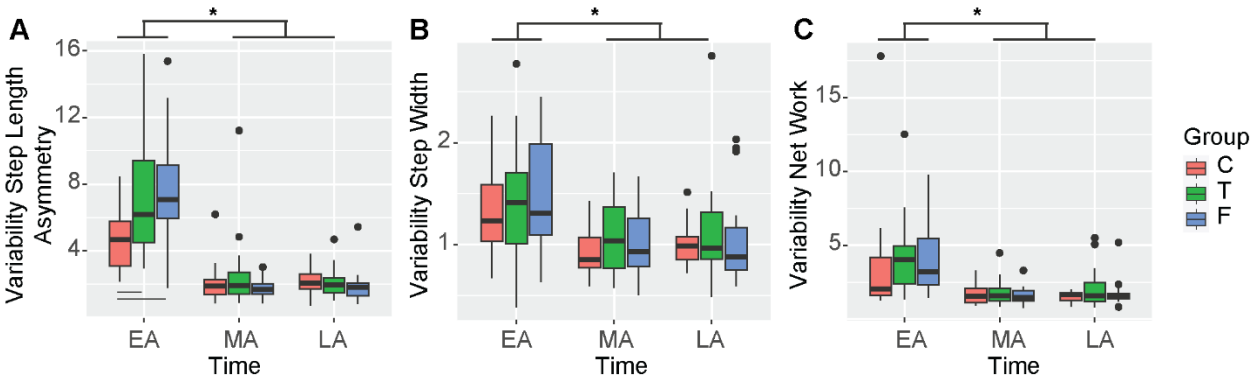 A
*
Variability Step Length
Asymmetry
16
12
8
4
EA
MA
LA
Time
B
*
Variability Step Width
2
1
EA
MA
LA
Time
C
*
Variability Net Work
15
10
5
EA
MA
LA
Time
Group
C
T
F